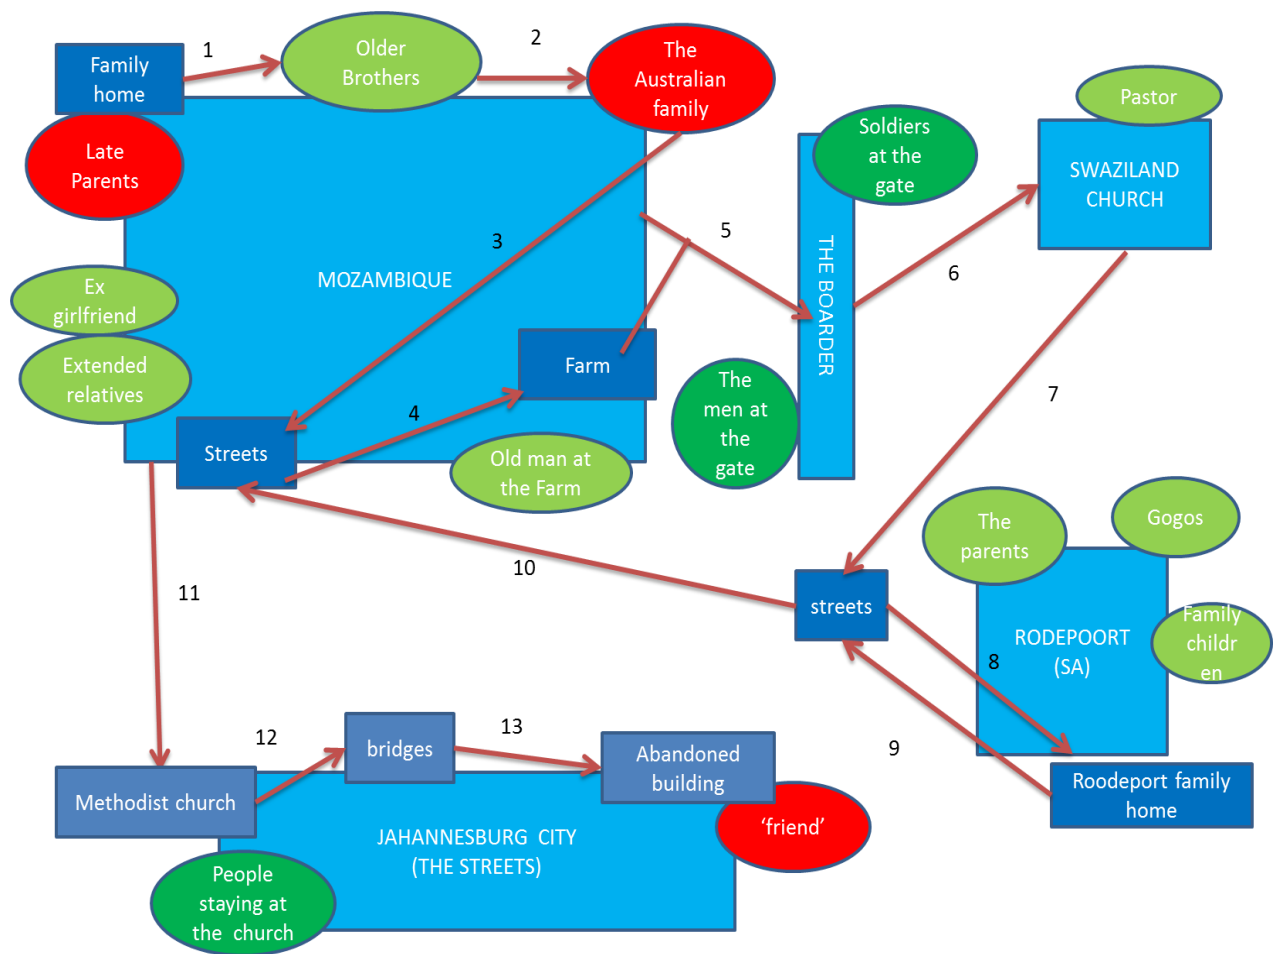 1
2
Family
home
Older
Brothers
The
Australian
family
Late
Parents
Soldiers
at the
gate
Pastor
SWAZILAND
CHURCH
3
5
6
MOZAMBIQUE
THE BOARDER
Ex
girlfriend
Extended
relatives
Farm
4
Streets
Old man at
the Farm
The
men at
the
gate
7
The
parents
Gogos
10
11
streets
RODEPOORT
(SA)
Family
childr
en
8
9
12
13
bridges
Methodist church
Abandoned
building
Roodeport family
home
JAHANNESBURG  CITY
(THE STREETS)
‘friend’
People
staying at
the  church